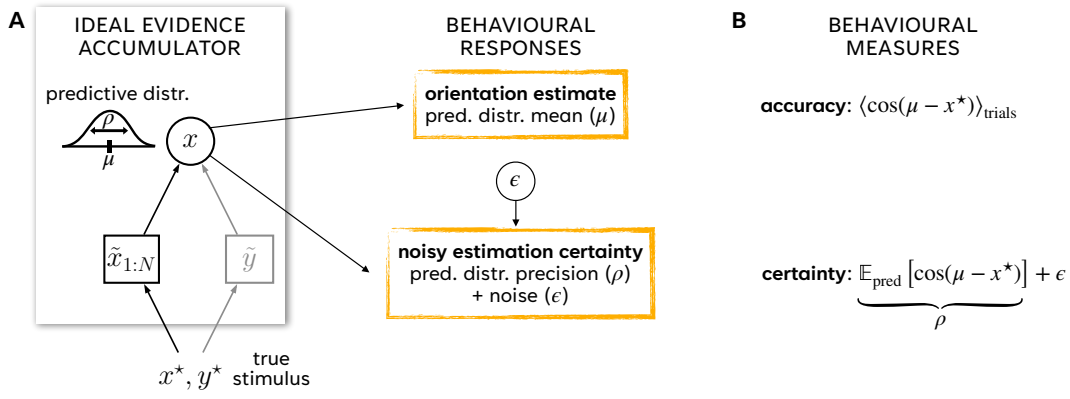 A
IDEAL EVIDENCE
ACCUMULATOR
predictive distr.
ρ
μ
x
x̃₁:N
ỹ
x⋆, y⋆
true
stimulus
BEHAVIOURAL
RESPONSES
orientation estimate
pred. distr. mean (μ)
ϵ
noisy estimation certainty
pred. distr. precision (ρ)
+ noise (ϵ)
B
BEHAVIOURAL
MEASURES
accuracy: ⟨cos(μ − x⋆)⟩trials
certainty: 𝔼pred [cos(μ − x⋆)] + ϵ
ρ